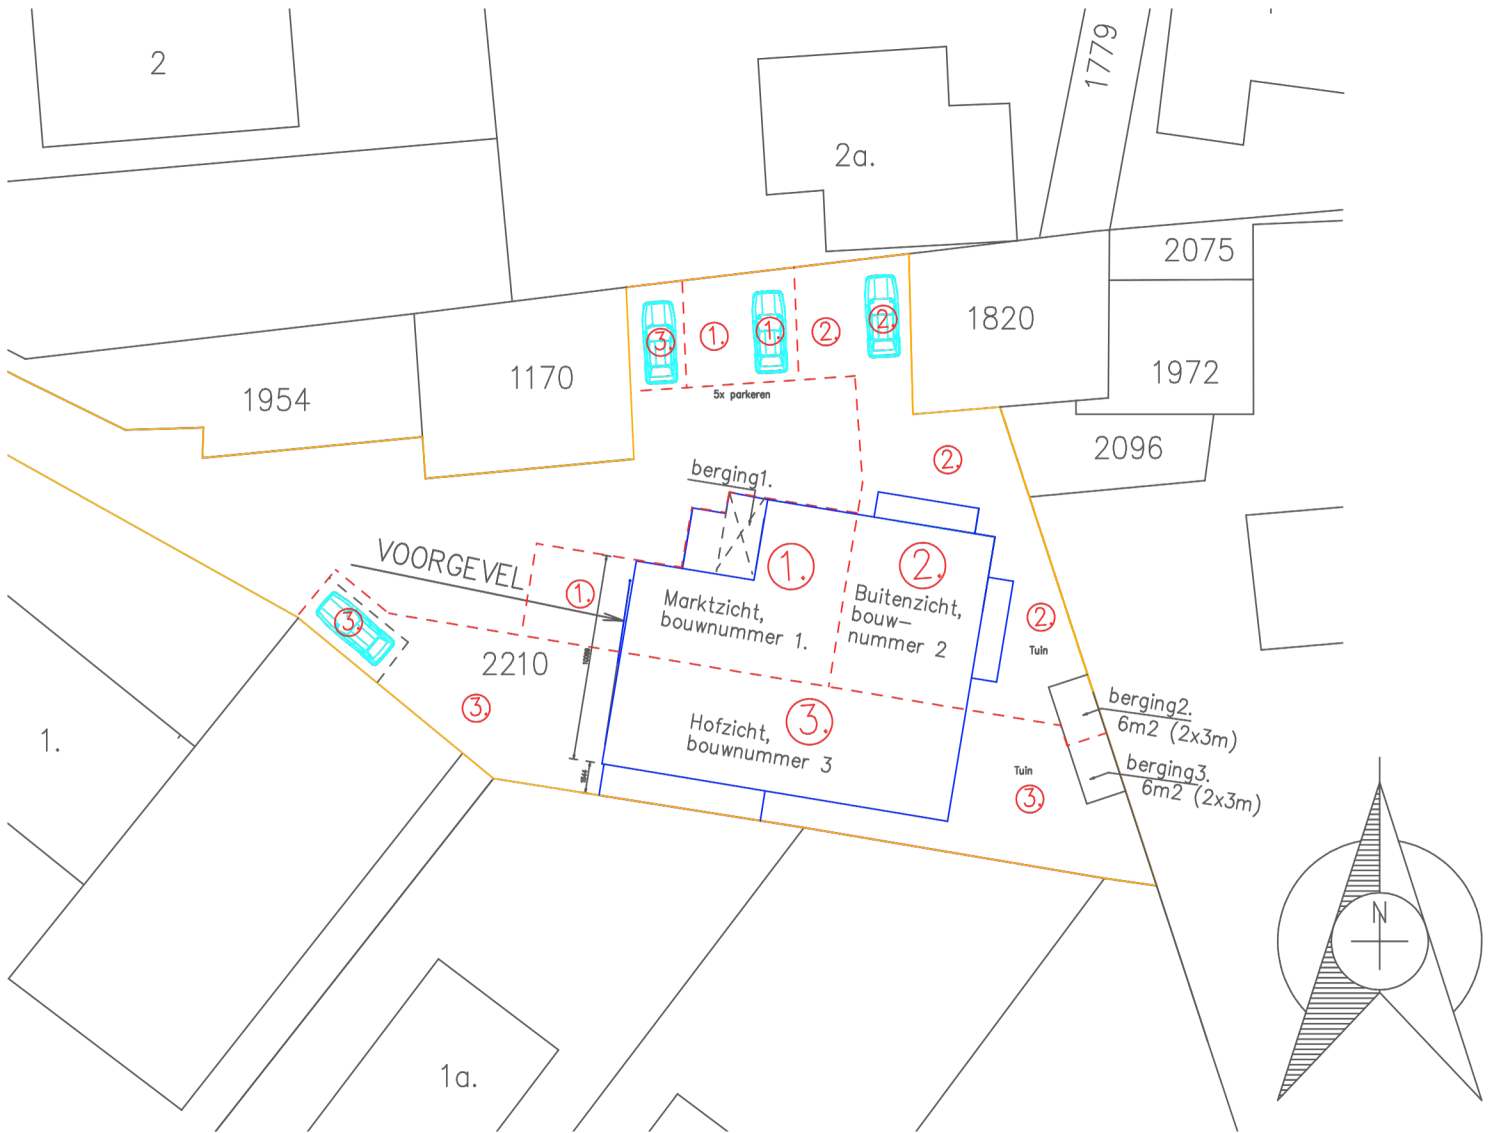 2
1779
2a.
2075
1820
1972
1170
1954
2096
3.
1.
1.
2.
2.
5x parkeren
2.
berging1.
VOORGEVEL
1.
1.
2.
Marktzicht,
bouwnummer 1.
Buitenzicht,
bouw-
nummer 2
2.
Tuin
3.
2210
3.
3.
Hofzicht,
bouwnummer 3
berging2.
6m2 (2x3m)
berging3.
6m2 (2x3m)
Tuin
3.
1.
1a.
N